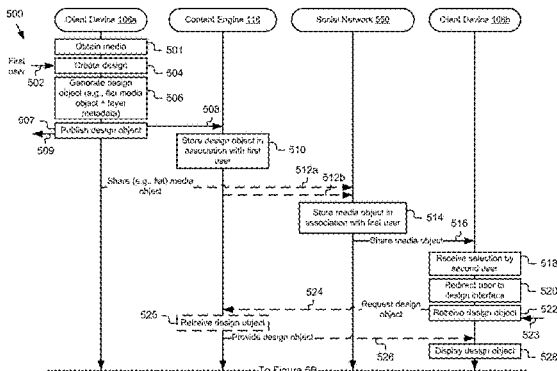 500
Client Device 106a
Content Engine 116
Social Network 550
Client Device 106b
Obtain media
501
First user
502
Create design
504
Generate design object (e.g., flat media object + layer metadata)
506
507
Publish design object
508
509
Store design object in association with first user
510
Share (e.g., flat) media object
512a
512b
Store media object in association with first user
514
516
Share media object
Receive selection by second user
518
Redirect user to design interface
520
524
Request design object
Receive design object
522
523
525
Retrieve design object
Provide design object
526
Display design object
528
To Figure 5B